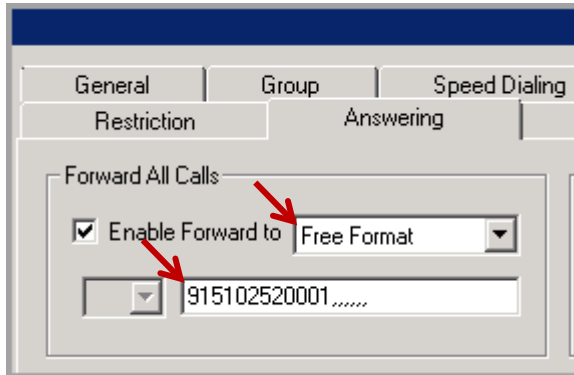 General Group Speed Dialing
Restriction Answering
Forward All Calls
Enable Forward to Free Format
915102520001,,,,,,